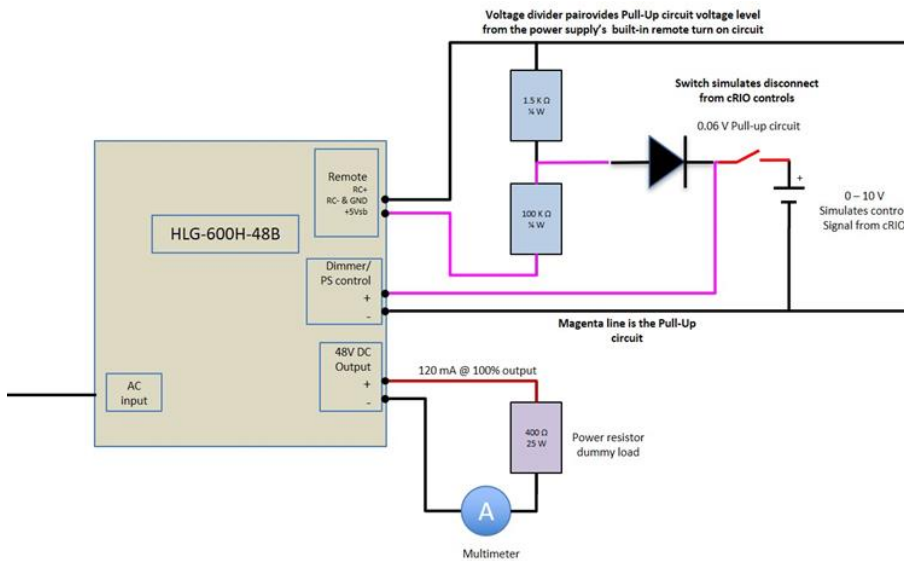 Voltage divider pairovides Pull-Up circuit voltage level
from the power supply's built-in remote turn on circuit
1.5 K Ω
¼ W
Switch simulates disconnect
from cRIO controls
0.06 V Pull-up circuit
Remote
RC+
RC- & GND
+5Vsb
100 K Ω
¼ W
+
0 – 10 V
Simulates control
Signal from cRIO
HLG-600H-48B
Dimmer/
PS control
+
-
Magenta line is the Pull-Up
circuit
48V DC
Output
+
-
120 mA @ 100% output
AC
input
400 Ω
25 W
Power resistor
dummy load
A
Multimeter